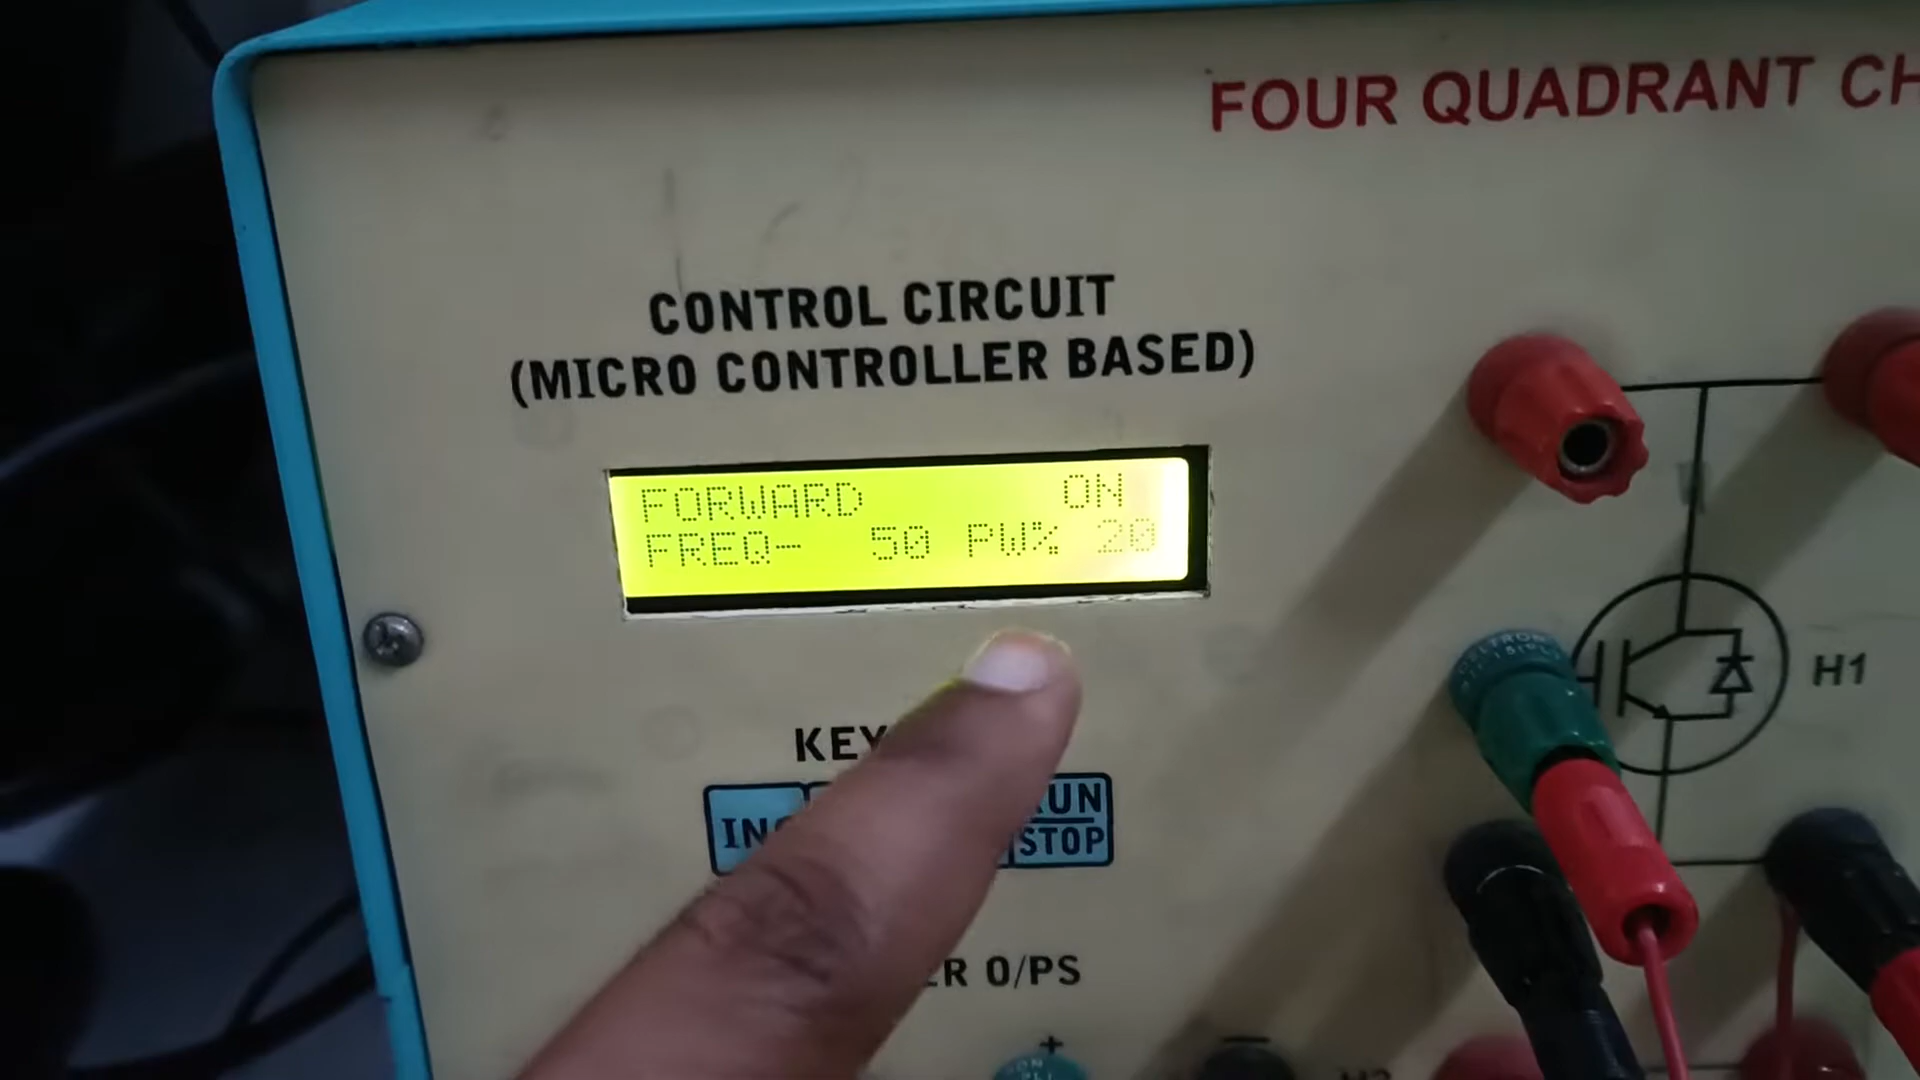 FOUR QUADRANT CH
CONTROL CIRCUIT
(MICRO CONTROLLER BASED)
FORWARD ON
FREQ- 50 PW% 20
H1
KEY
INC
RUN
STOP
ER O/PS
+ -